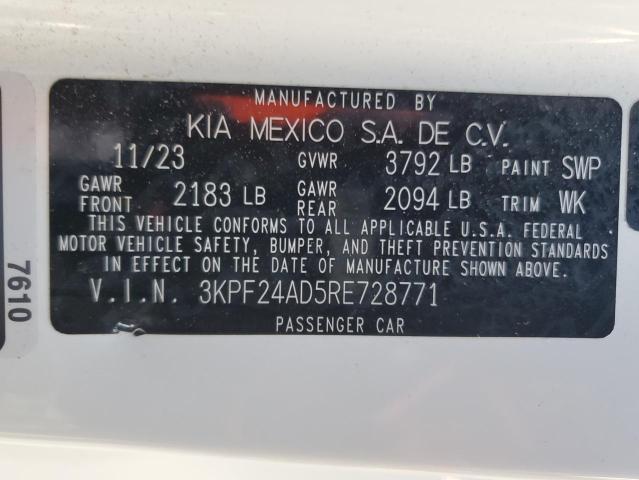 MANUFACTURED BY
KIA MEXICO S.A. DE C.V.
11/23 GVWR 3792 LB PAINT SWP
GAWR FRONT 2183 LB GAWR REAR 2094 LB TRIM WK
THIS VEHICLE CONFORMS TO ALL APPLICABLE U.S.A. FEDERAL
MOTOR VEHICLE SAFETY, BUMPER, AND THEFT PREVENTION STANDARDS
IN EFFECT ON THE DATE OF MANUFACTURE SHOWN ABOVE.
V.I.N. 3KPF24AD5RE728771
PASSENGER CAR
7610